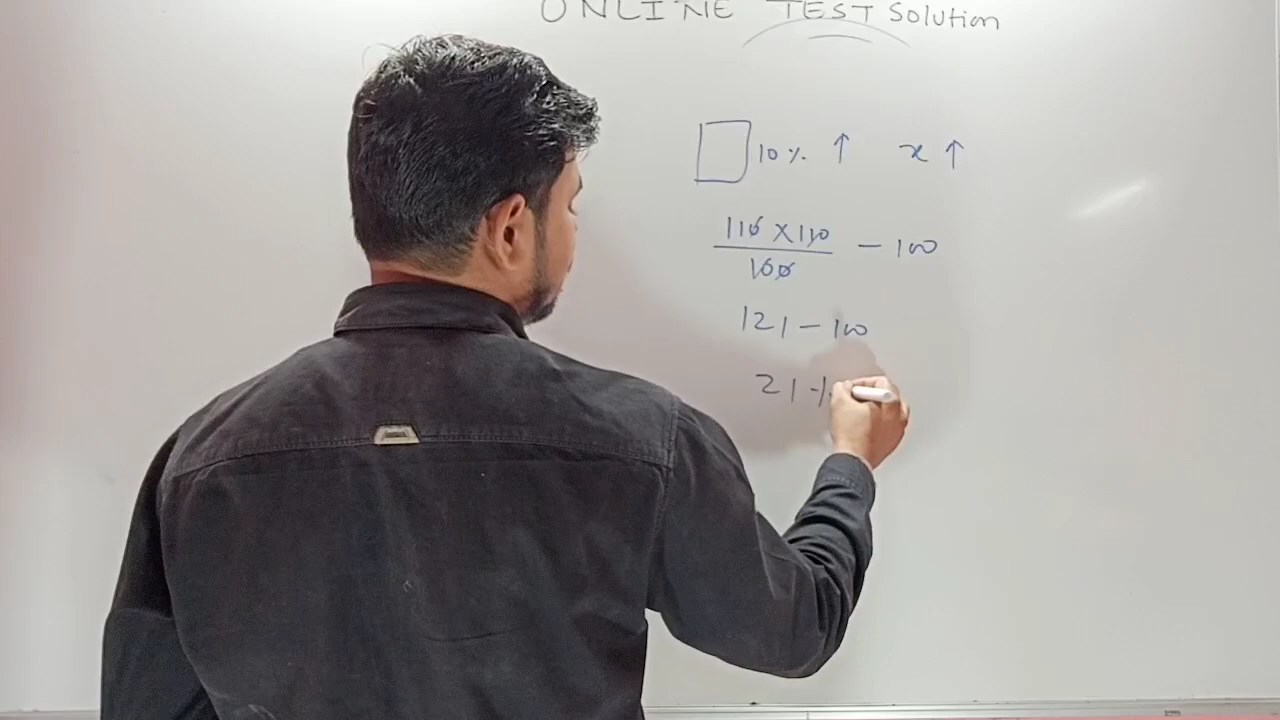 ONLINE TEST Solution
10% ↑ x ↑
110 X 110 / 100 - 100
121 - 100
21%